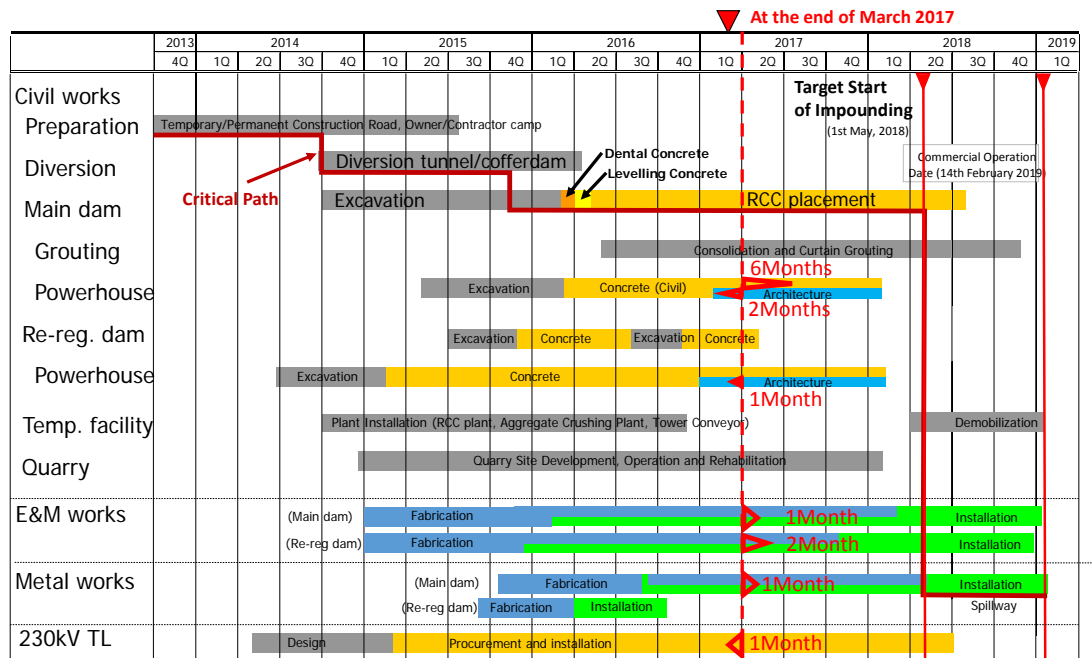 At the end of March 2017
2013 2014 2015 2016 2017 2018 2019
4Q 1Q 2Q 3Q 4Q 1Q 2Q 3Q 4Q 1Q 2Q 3Q 4Q 1Q 2Q 3Q 4Q 1Q 2Q 3Q 4Q 1Q
Target Start
of Impounding
(1st May, 2018)
Civil works
Preparation
Temporary/Permanent Construction Road, Owner/Contractor camp
Diversion
Diversion tunnel/cofferdam
Dental Concrete
Levelling Concrete
Commercial Operation
Date (14th February 2019)
Critical Path
Main dam
Excavation
RCC placement
Grouting
Consolidation and Curtain Grouting
6Months
Powerhouse
Excavation
Concrete (Civil)
Architecture
2Months
Re-reg. dam
Excavation
Concrete
Excavation
Concrete
Powerhouse
Excavation
Concrete
Architecture
1Month
Temp. facility
Plant Installation (RCC plant, Aggregate Crushing Plant, Tower Conveyor)
Demobilization
Quarry
Quarry Site Development, Operation and Rehabilitation
E&M works
(Main dam)
Fabrication
1Month
Installation
(Re-reg dam)
Fabrication
2Month
Installation
Metal works
(Main dam)
Fabrication
1Month
Installation
(Re-reg dam)
Fabrication
Installation
Spillway
230kV TL
Design
Procurement and installation
1Month